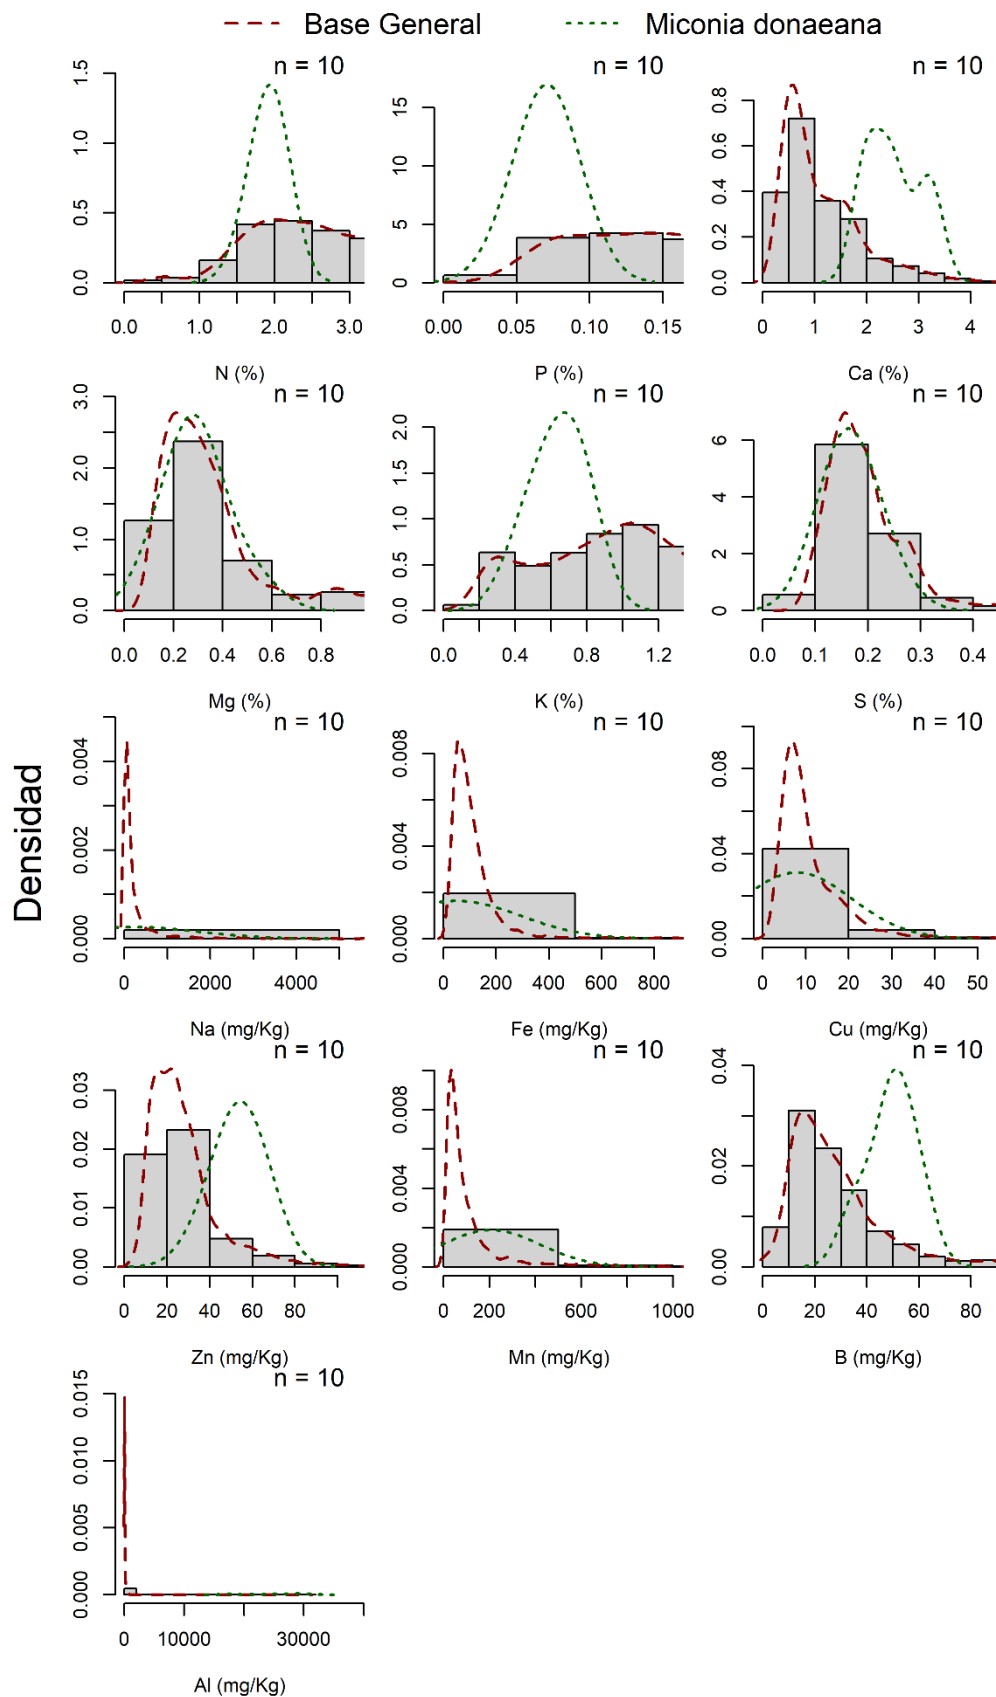 Base General Miconia donaeana
n = 10 n = 10 n = 10
0.0 0.5 1.0 1.5
0.0 1.0 2.0 3.0
N (%)
0 5 10 15
0.00 0.05 0.10 0.15
P (%)
0.0 0.2 0.4 0.6 0.8
0 1 2 3 4
Ca (%)
n = 10 n = 10 n = 10
0.0 1.0 2.0 3.0
0.0 0.2 0.4 0.6 0.8
Mg (%)
0.0 0.5 1.0 1.5 2.0
0.0 0.4 0.8 1.2
K (%)
0 2 4 6
0.0 0.1 0.2 0.3 0.4
S (%)
Densidad
n = 10 n = 10 n = 10
0.000 0.002 0.004
0 2000 4000
Na (mg/Kg)
0.000 0.004 0.008
0 200 400 600 800
Fe (mg/Kg)
0.00 0.04 0.08
0 10 20 30 40 50
Cu (mg/Kg)
n = 10 n = 10 n = 10
0.00 0.01 0.02 0.03
0 20 40 60 80
Zn (mg/Kg)
0.000 0.004 0.008
0 200 600 1000
Mn (mg/Kg)
0.00 0.02 0.04
0 20 40 60 80
B (mg/Kg)
n = 10
0.000 0.005 0.010 0.015
0 10000 30000
Al (mg/Kg)